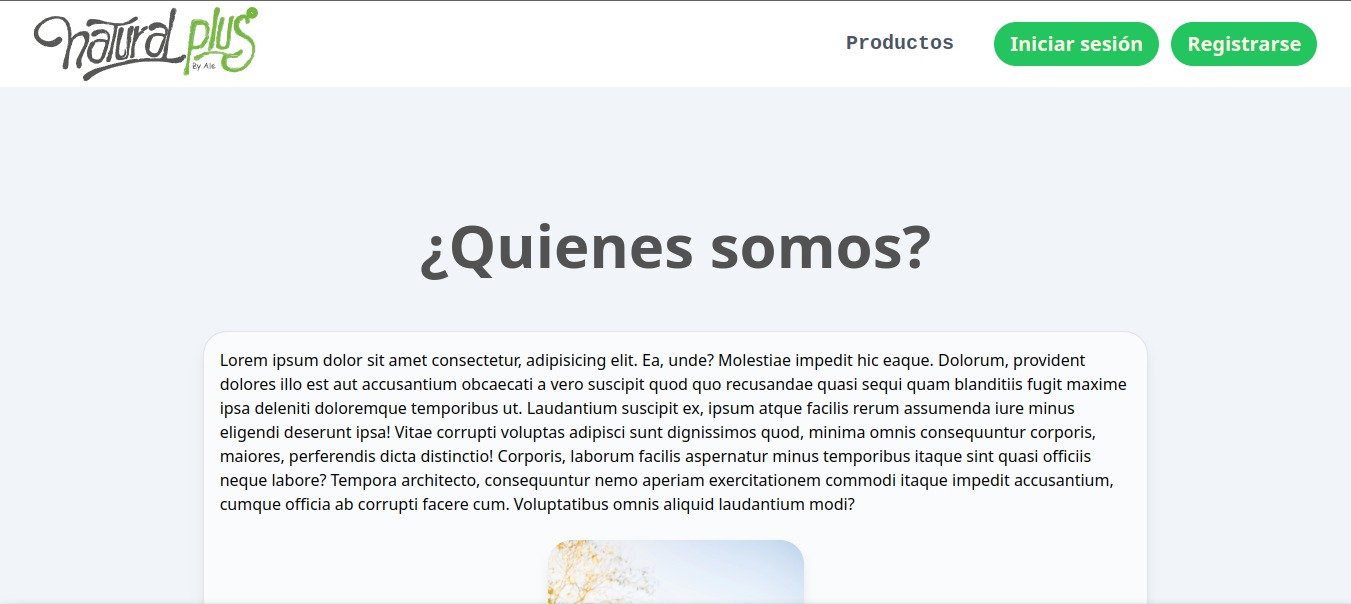 natural plus
By Ale
Productos
Iniciar sesión
Registrarse
¿Quienes somos?
Lorem ipsum dolor sit amet consectetur, adipisicing elit. Ea, unde? Molestiae impedit hic eaque. Dolorum, provident
dolores illo est aut accusantium obcaecati a vero suscipit quod quo recusandae quasi sequi quam blanditiis fugit maxime
ipsa deleniti doloremque temporibus ut. Laudantium suscipit ex, ipsum atque facilis rerum assumenda iure minus
eligendi deserunt ipsa! Vitae corrupti voluptas adipisci sunt dignissimos quod, minima omnis consequuntur corporis,
maiores, perferendis dicta distinctio! Corporis, laborum facilis aspernatur minus temporibus itaque sint quasi officiis
neque labore? Tempora architecto, consequuntur nemo aperiam exercitationem commodi itaque impedit accusantium,
cumque officia ab corrupti facere cum. Voluptatibus omnis aliquid laudantium modi?